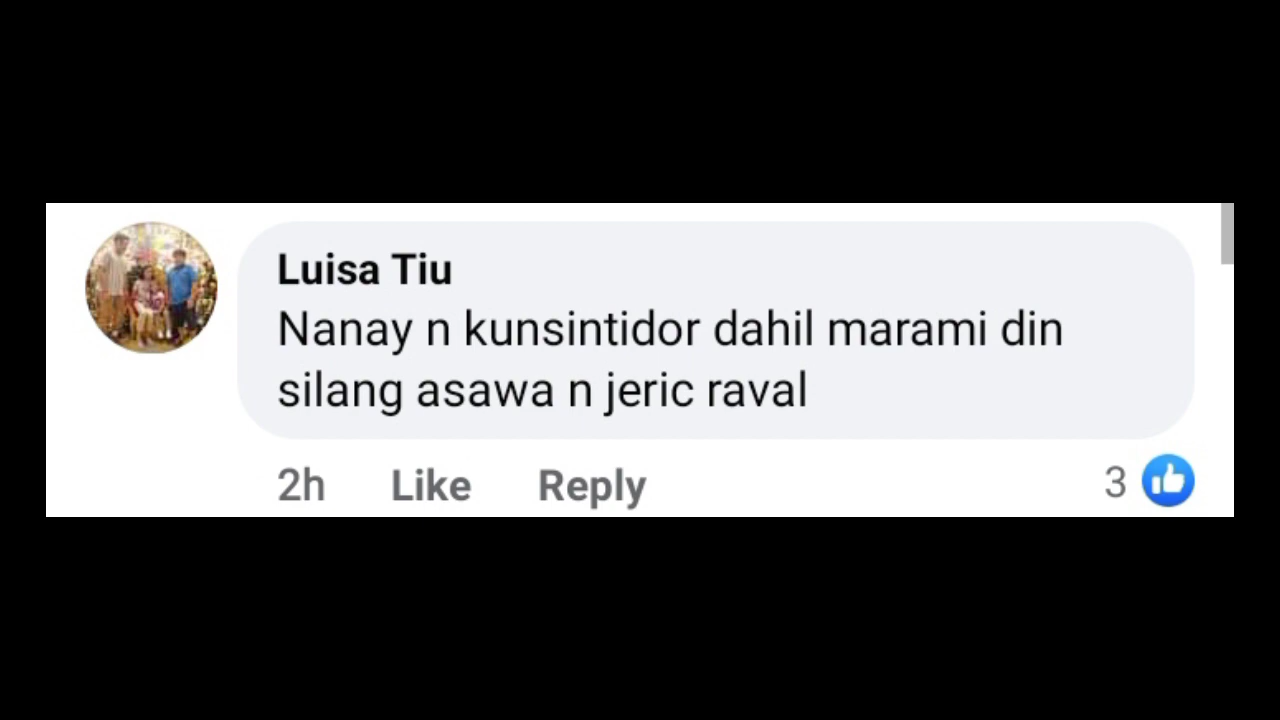 Luisa Tiu
Nanay n kunsintidor dahil marami din
silang asawa n jeric raval
2h Like Reply 3